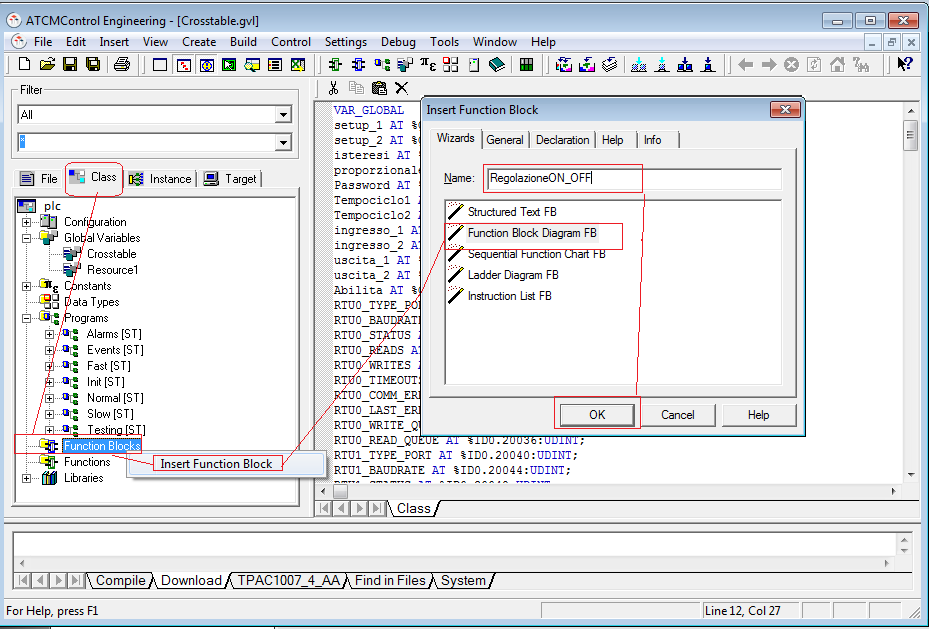 ATCMControl Engineering - [Crosstable.gvl]
File Edit Insert View Create Build Control Settings Debug Tools Window Help
Filter
All
*
File Class Instance Target
plc
Configuration
Global Variables
Crosstable
Resource1
Constants
Data Types
Programs
Alarms [ST]
Events [ST]
Fast [ST]
Init [ST]
Normal [ST]
Slow [ST]
Testing [ST]
Function Blocks
Functions
Libraries
Insert Function Block
VAR_GLOBAL
setup_1 AT
setup_2 AT
isteresi AT
proporzionale
Password AT
Tempociclo1
Tempociclo2
ingresso_1 A
ingresso_2 A
uscita_1 AT
uscita_2 AT
Abilita AT
RTU0_TYPE_PO
RTU0_BAUDRATE
RTU0_STATUS A
RTU0_READS A
RTU0_WRITES A
RTU0_TIMEOUTS
RTU0_COMM_ER
RTU0_LAST_ER
RTU0_WRITE_Q
RTU0_READ_QUEUE AT %ID0.20036:UDINT;
RTU1_TYPE_PORT AT %ID0.20040:UDINT;
RTU1_BAUDRATE AT %ID0.20044:UDINT;
Insert Function Block
Wizards General Declaration Help Info
Name: RegolazioneON_OFF
Structured Text FB
Function Block Diagram FB
Sequential Function Chart FB
Ladder Diagram FB
Instruction List FB
OK Cancel Help
Class
Compile Download TPAC1007_4_AA Find in Files System
For Help, press F1
Line 12, Col 27